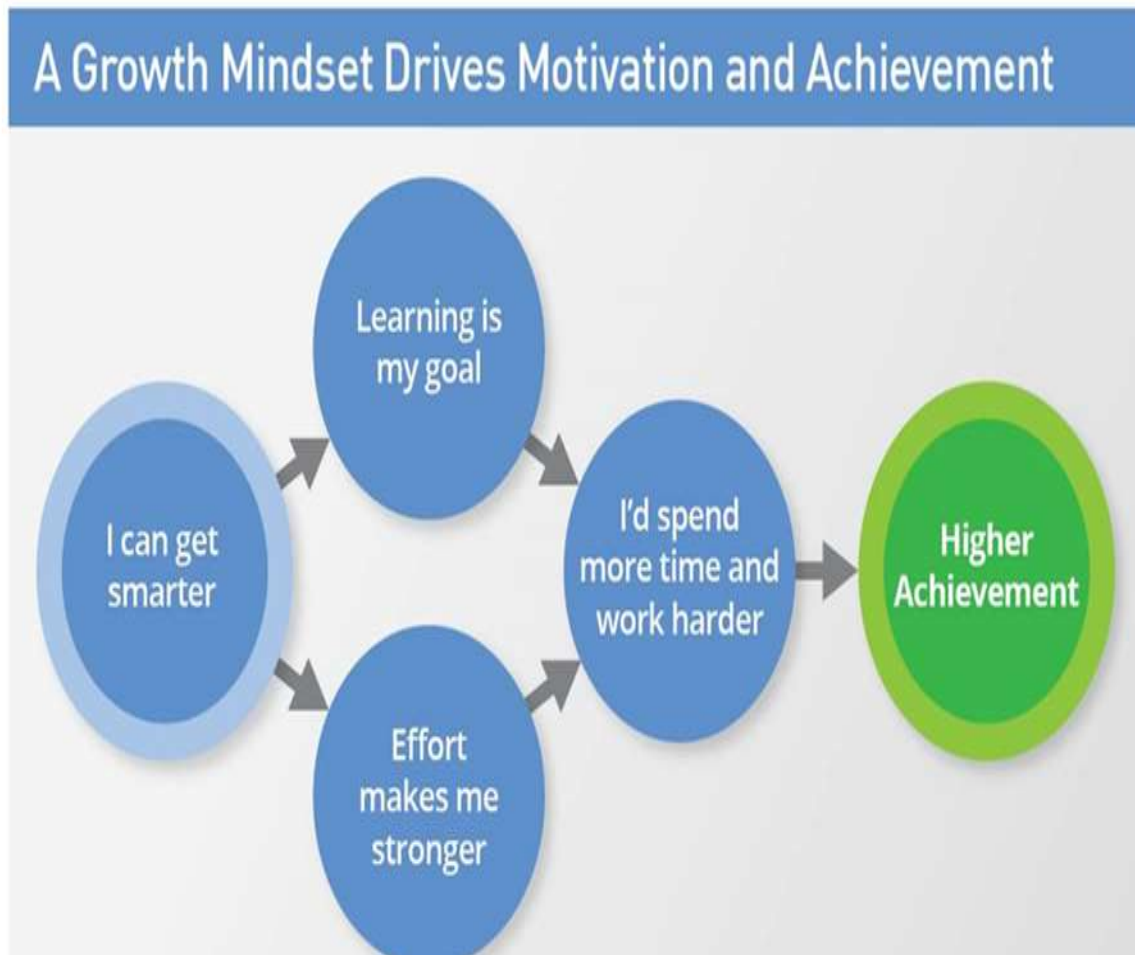 A Growth Mindset Drives Motivation and Achievement
Learning is
my goal
I can get
smarter
I'd spend
more time and
work harder
Higher
Achievement
Effort
makes me
stronger